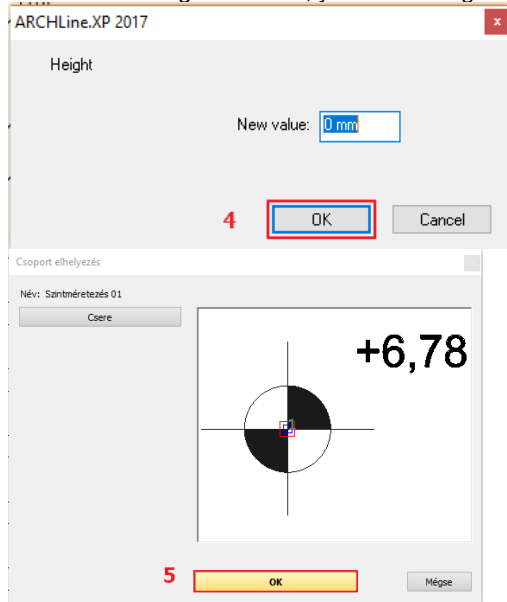 ARCHLine.XP 2017
x
Height
New value: 0 mm
4 OK Cancel
Csoport elhelyezés
Név: Szintméretezés 01
Csere
+6,78
5 OK Mégse